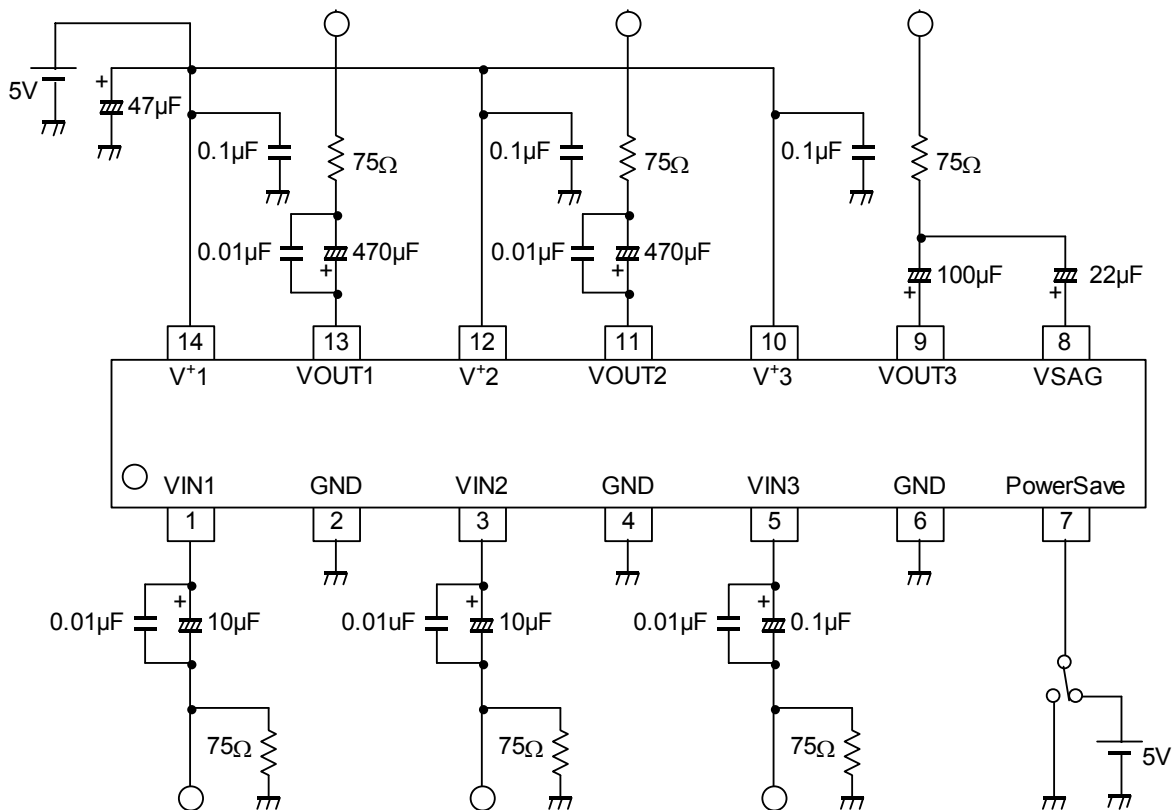 5V
+
47µF
0.1µF
75Ω
0.1µF
75Ω
0.1µF
75Ω
0.01µF
+
470µF
0.01µF
+
470µF
+
100µF
+
22µF
14
13
12
11
10
9
8
V+1
VOUT1
V+2
VOUT2
V+3
VOUT3
VSAG
VIN1
GND
VIN2
GND
VIN3
GND
PowerSave
1
2
3
4
5
6
7
0.01µF
+
10µF
0.01uF
+
10µF
0.01µF
+
0.1µF
75Ω
75Ω
75Ω
5V